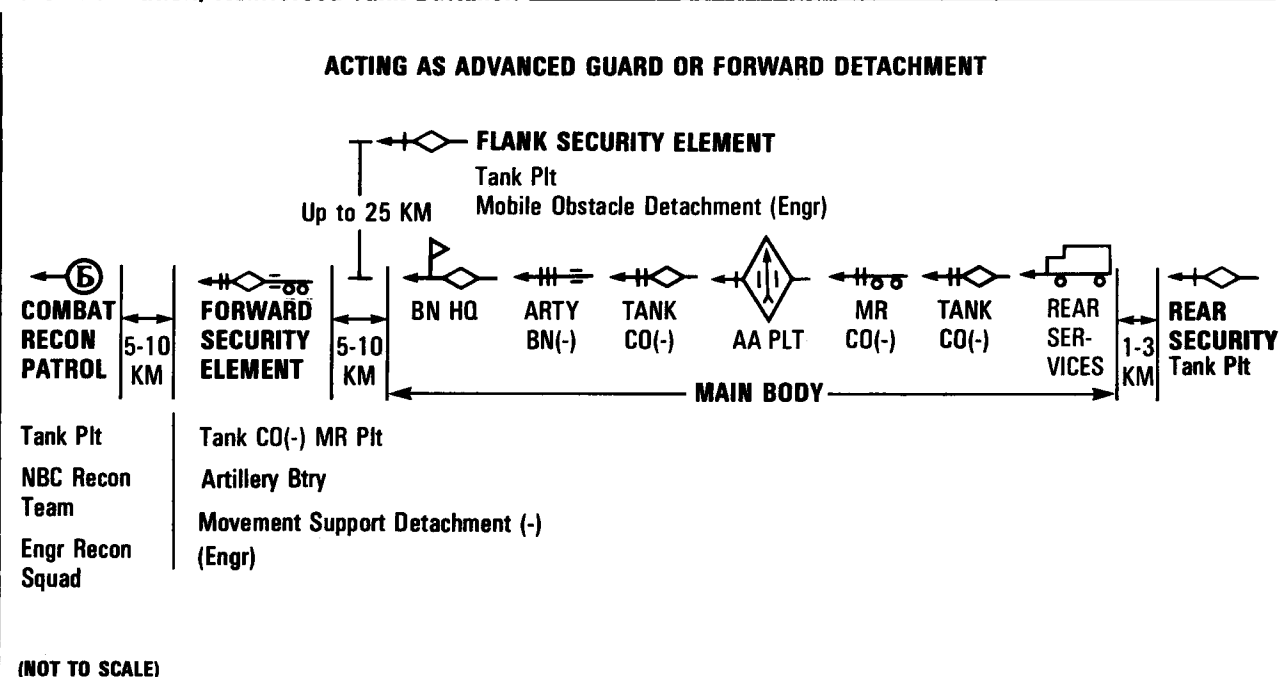 ACTING AS ADVANCED GUARD OR FORWARD DETACHMENT
FLANK SECURITY ELEMENT
Tank Plt
Mobile Obstacle Detachment (Engr)
Up to 25 KM
Б
COMBAT
RECON
PATROL
5-10
KM
FORWARD
SECURITY
ELEMENT
5-10
KM
BN HQ
ARTY
BN(-)
TANK
CO(-)
AA PLT
MR
CO(-)
TANK
CO(-)
REAR
SER-
VICES
1-3
KM
REAR
SECURITY
Tank Plt
MAIN BODY
Tank Plt
NBC Recon
Team
Engr Recon
Squad
Tank CO(-) MR Plt
Artillery Btry
Movement Support Detachment (-)
(Engr)
(NOT TO SCALE)